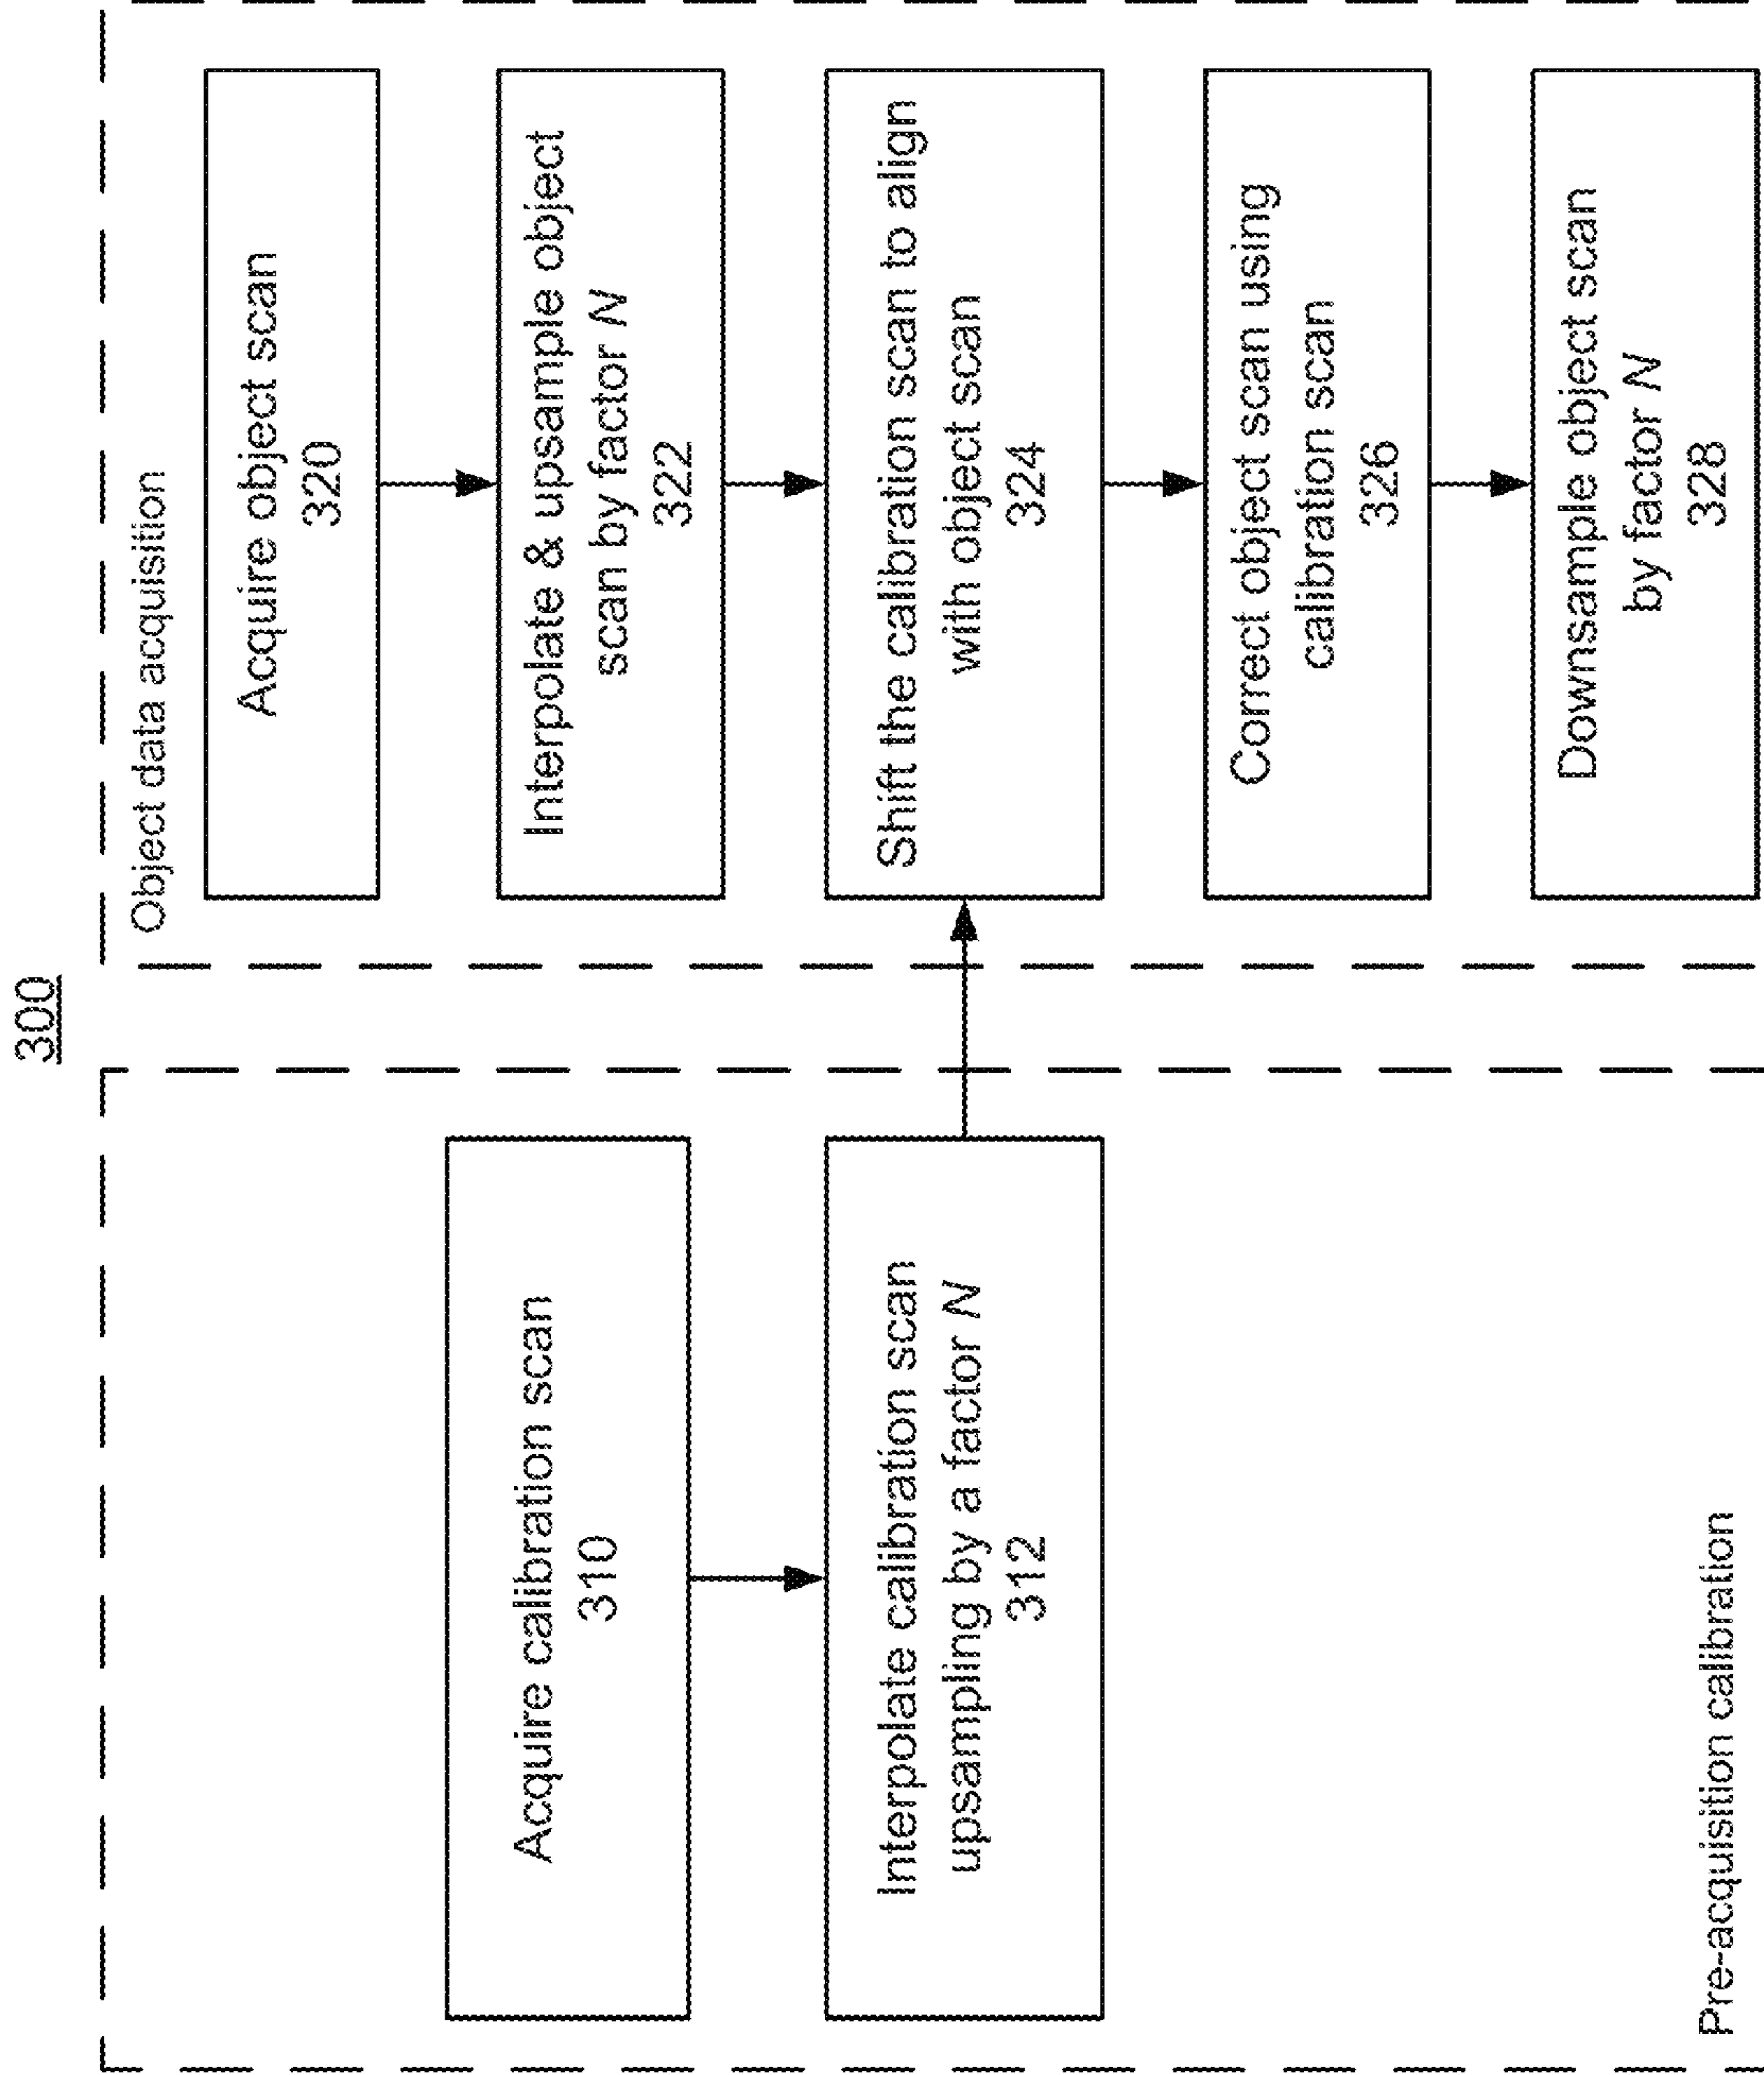 300
Acquire calibration scan
310
Interpolate calibration scan
upsampling by a factor N
312
Pre-acquisition calibration
Object data acquisition
Acquire object scan
320
Interpolate & upsample object
scan by factor N
322
Shift the calibration scan to align
with object scan
324
Correct object scan using
calibration scan
326
Downsample object scan
by factor N
328